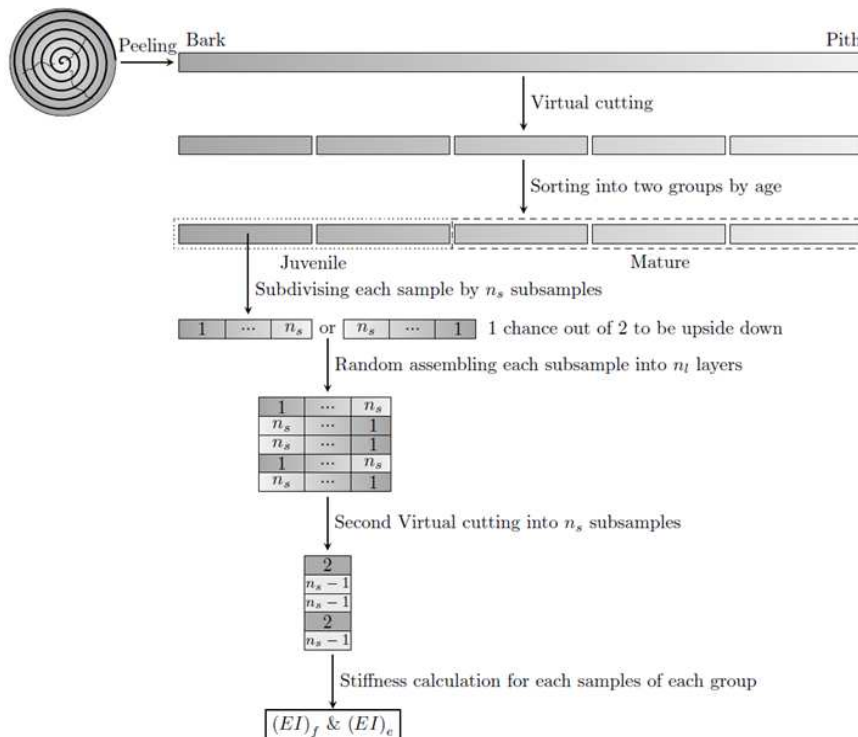 Peeling
Bark
Pith
Virtual cutting
Sorting into two groups by age
Juvenile
Mature
Subdivising each sample by n_s subsamples
1 ... n_s or n_s ... 1 1 chance out of 2 to be upside down
Random assembling each subsample into n_l layers
1 ... n_s
n_s ... 1
n_s ... 1
1 ... n_s
n_s ... 1
Second Virtual cutting into n_s subsamples
2
n_s − 1
n_s − 1
2
n_s − 1
Stiffness calculation for each samples of each group
(EI)_f & (EI)_e